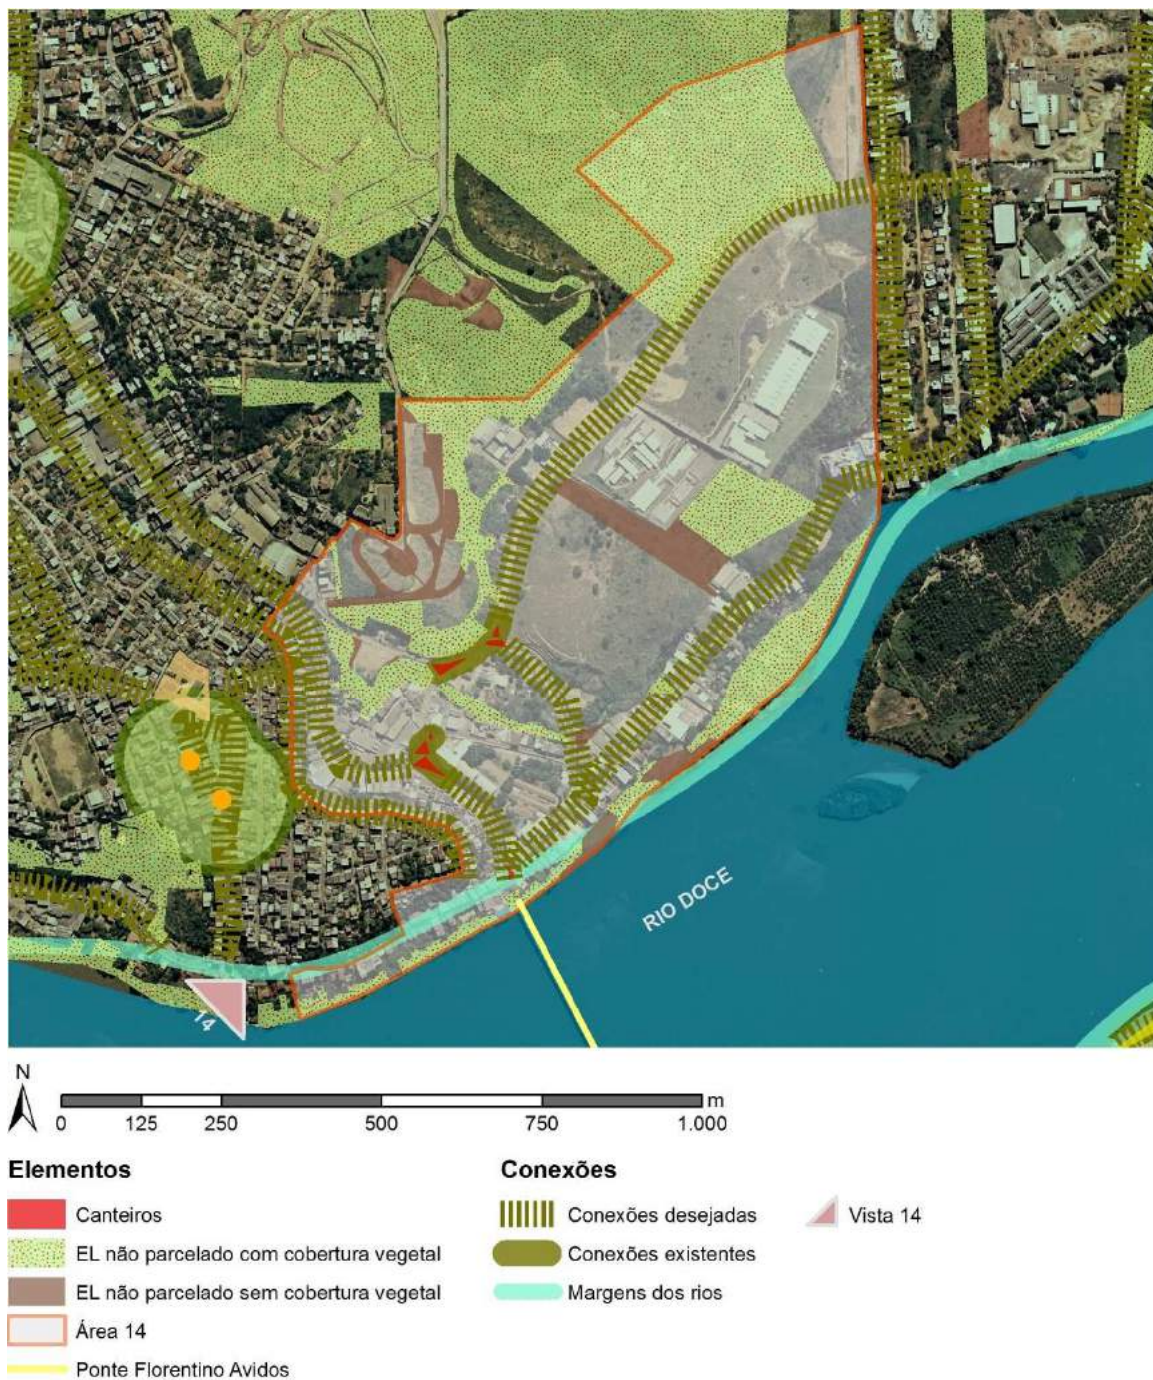 RIO DOCE
14
N
0 125 250 500 750 1.000 m
Elementos
Canteiros
EL não parcelado com cobertura vegetal
EL não parcelado sem cobertura vegetal
Área 14
Ponte Florentino Avidos
Conexões
Conexões desejadas
Conexões existentes
Margens dos rios
Vista 14